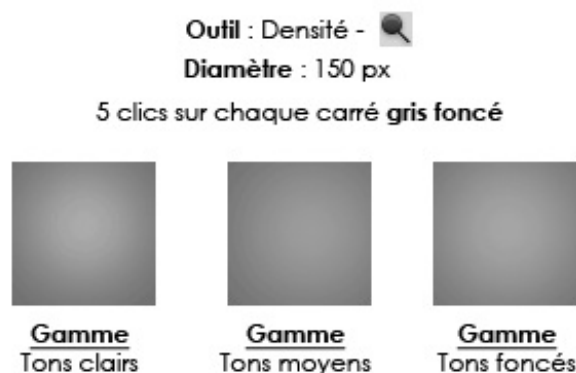 Outil : Densité -
Diamètre : 150 px
5 clics sur chaque carré gris foncé
Gamme
Tons clairs
Gamme
Tons moyens
Gamme
Tons foncés